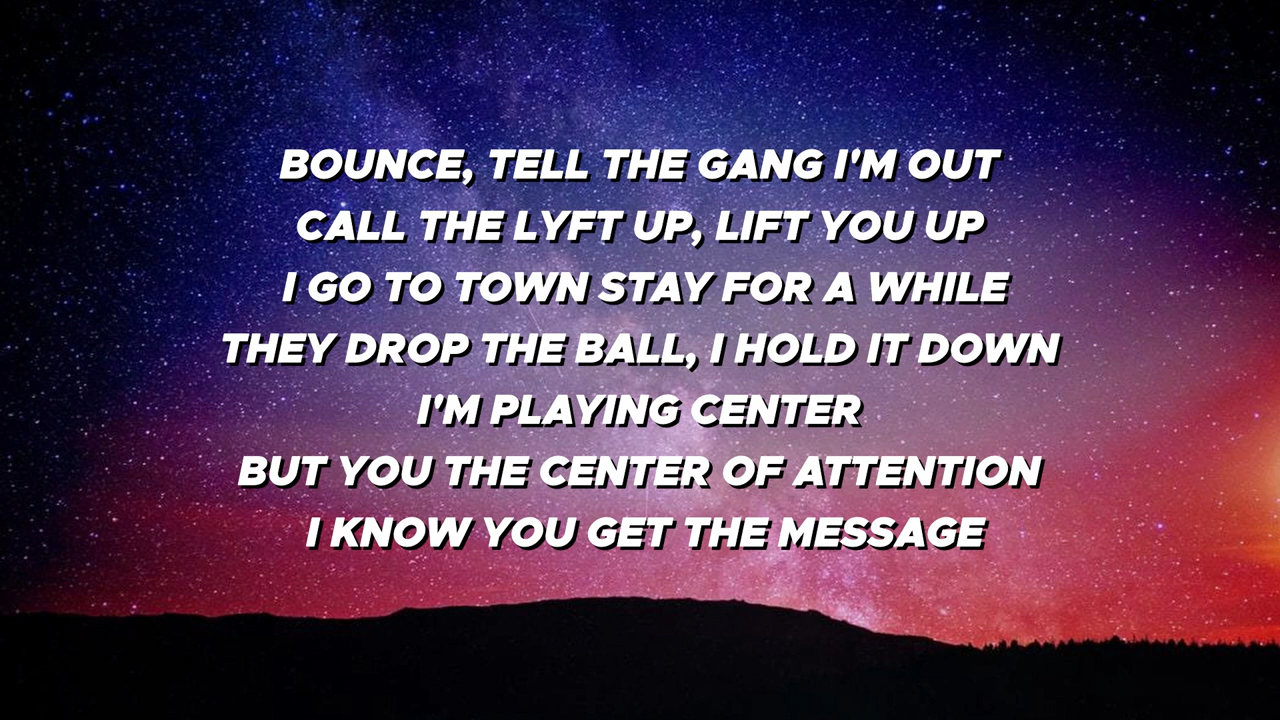 BOUNCE, TELL THE GANG I'M OUT
CALL THE LYFT UP, LIFT YOU UP
I GO TO TOWN STAY FOR A WHILE
THEY DROP THE BALL, I HOLD IT DOWN
I'M PLAYING CENTER
BUT YOU THE CENTER OF ATTENTION
I KNOW YOU GET THE MESSAGE